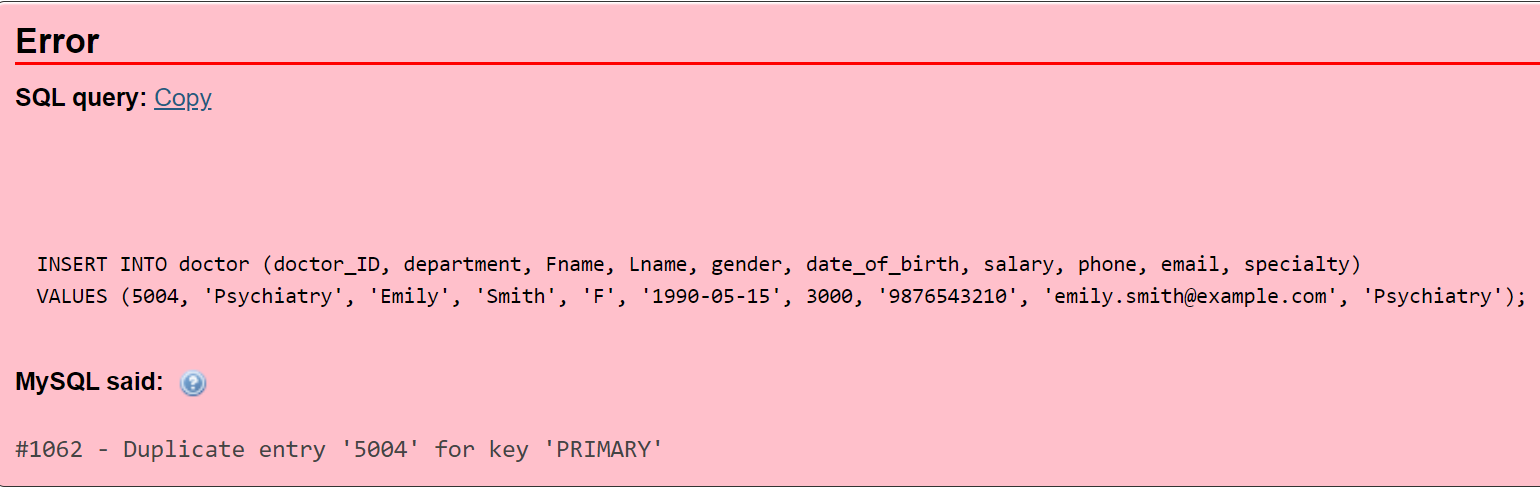 Error
SQL query: Copy
INSERT INTO doctor (doctor_ID, department, Fname, Lname, gender, date_of_birth, salary, phone, email, specialty)
VALUES (5004, 'Psychiatry', 'Emily', 'Smith', 'F', '1990-05-15', 3000, '9876543210', 'emily.smith@example.com', 'Psychiatry');
MySQL said:
#1062 - Duplicate entry '5004' for key 'PRIMARY'